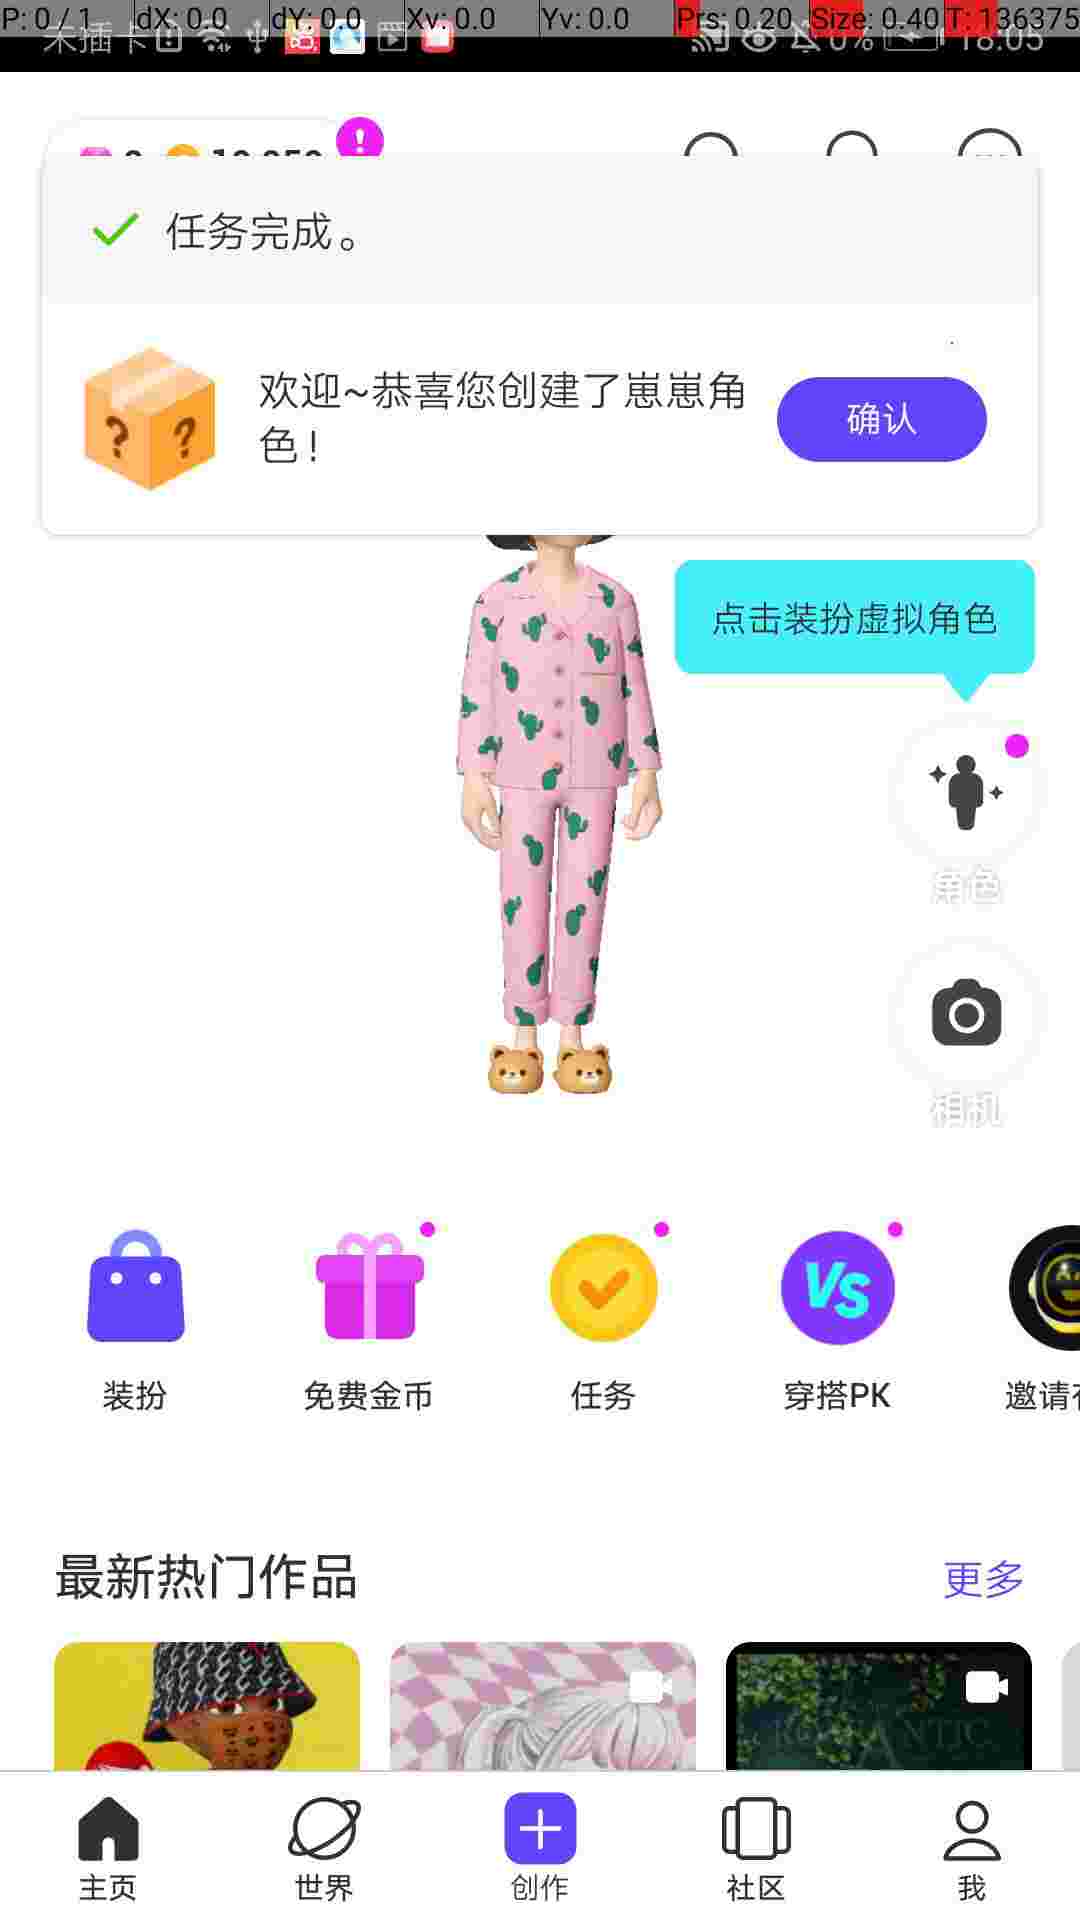 P: 0 / 1 dX: 0.0 dY: 0.0 Xv: 0.0 Yv: 0.0 Prs: 0.20 Size: 0.40 T: 136375
未插卡 0% 18:05
任务完成。
欢迎~恭喜您创建了崽崽角
色!
确认
点击装扮虚拟角色
角色
相机
VS
装扮 免费金币 任务 穿搭PK 邀请
最新热门作品 更多
ROMANTIC
主页 世界 创作 社区 我